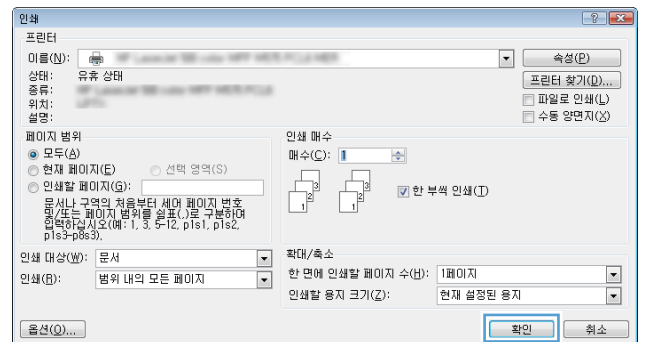 인쇄
프린터
이름(N):
속성(P)
상태: 유휴 상태
프린터 찾기(D)...
종류:
위치:
파일로 인쇄(L)
설명:
수동 양면지(X)
페이지 범위
모두(A)
현재 페이지(E) 선택 영역(S)
인쇄할 페이지(G):
문서나 구역의 처음부터 세어 페이지 번호
및/또는 페이지 범위를 쉼표(,)로 구분하여
입력하십시오(예: 1, 3, 5-12, p1s1, p1s2,
p1s3-p8s3).
인쇄 매수
매수(C): 1
3 3
2 2
1 1
한 부씩 인쇄(T)
인쇄 대상(W): 문서
인쇄(R): 범위 내의 모든 페이지
확대/축소
한 면에 인쇄할 페이지 수(H): 1페이지
인쇄할 용지 크기(Z): 현재 설정된 용지
옵션(O)...
확인
취소